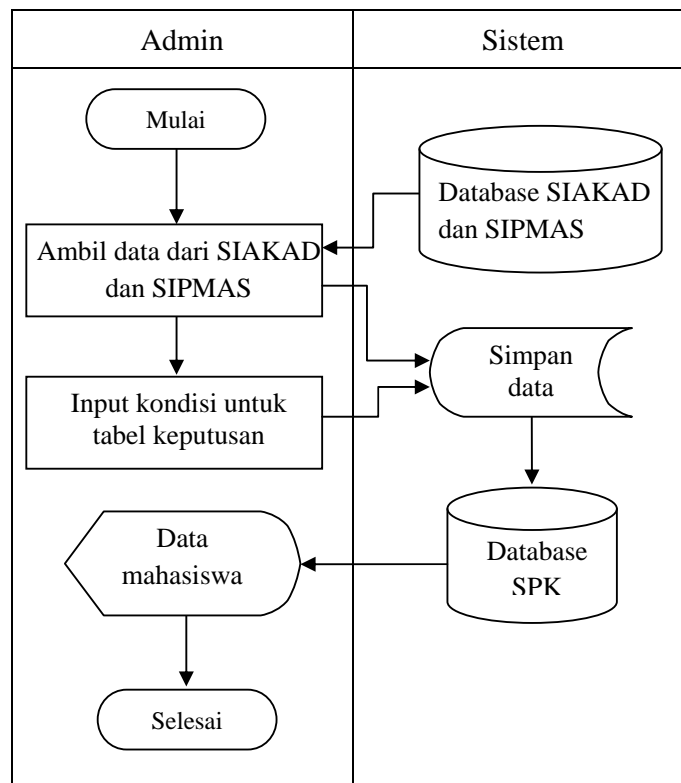 Admin
Sistem
Mulai
Database SIAKAD
dan SIPMAS
Ambil data dari SIAKAD
dan SIPMAS
Simpan
data
Input kondisi untuk
tabel keputusan
Data
mahasiswa
Database
SPK
Selesai